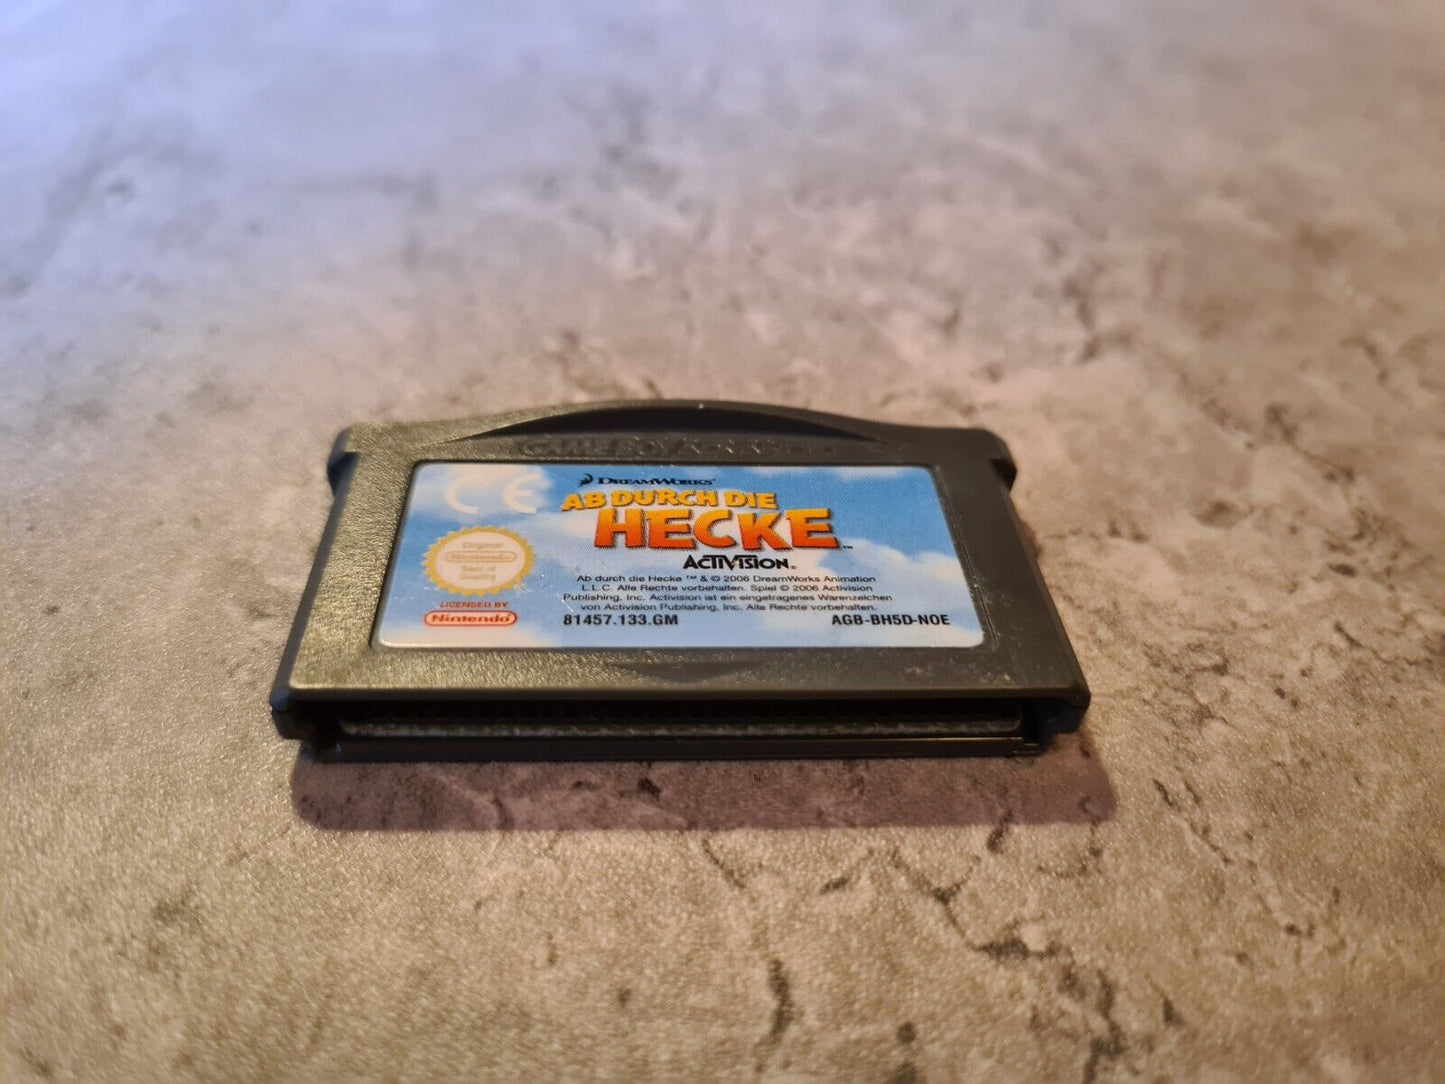 GAME BOY ADVANCE
CE
DREAMWORKS
AB DURCH DIE
HECKE™
ACTIVISION®
Original
Nintendo
Seal of
Quality
LICENSED BY
Nintendo®
Ab durch die Hecke ™ & © 2006 DreamWorks Animation
L.L.C. Alle Rechte vorbehalten. Spiel © 2006 Activision
Publishing, Inc. Activision ist ein eingetragenes Warenzeichen
von Activision Publishing, Inc. Alle Rechte vorbehalten.
81457.133.GM
AGB-BH5D-NOE